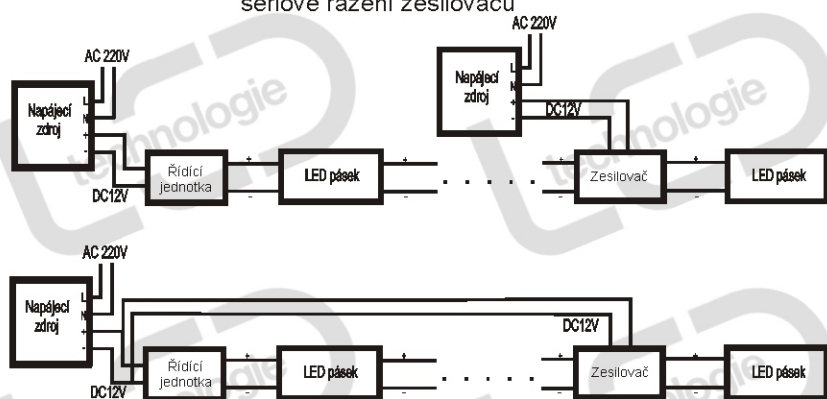 sériové řazení zesilovačů
AC 220V
Napájecí
zdroj
L
N
+
-
DC12V
Řídící
jednotka
+
-
LED pásek
+
-
. . . . .
+
-
AC 220V
Napájecí
zdroj
L
N
+
-
DC12V
Zesilovač
+
-
LED pásek
technologie
technologie
AC 220V
Napájecí
zdroj
L
N
+
-
DC12V
Řídící
jednotka
+
-
LED pásek
+
-
. . . . .
+
-
DC12V
Zesilovač
+
-
LED pásek